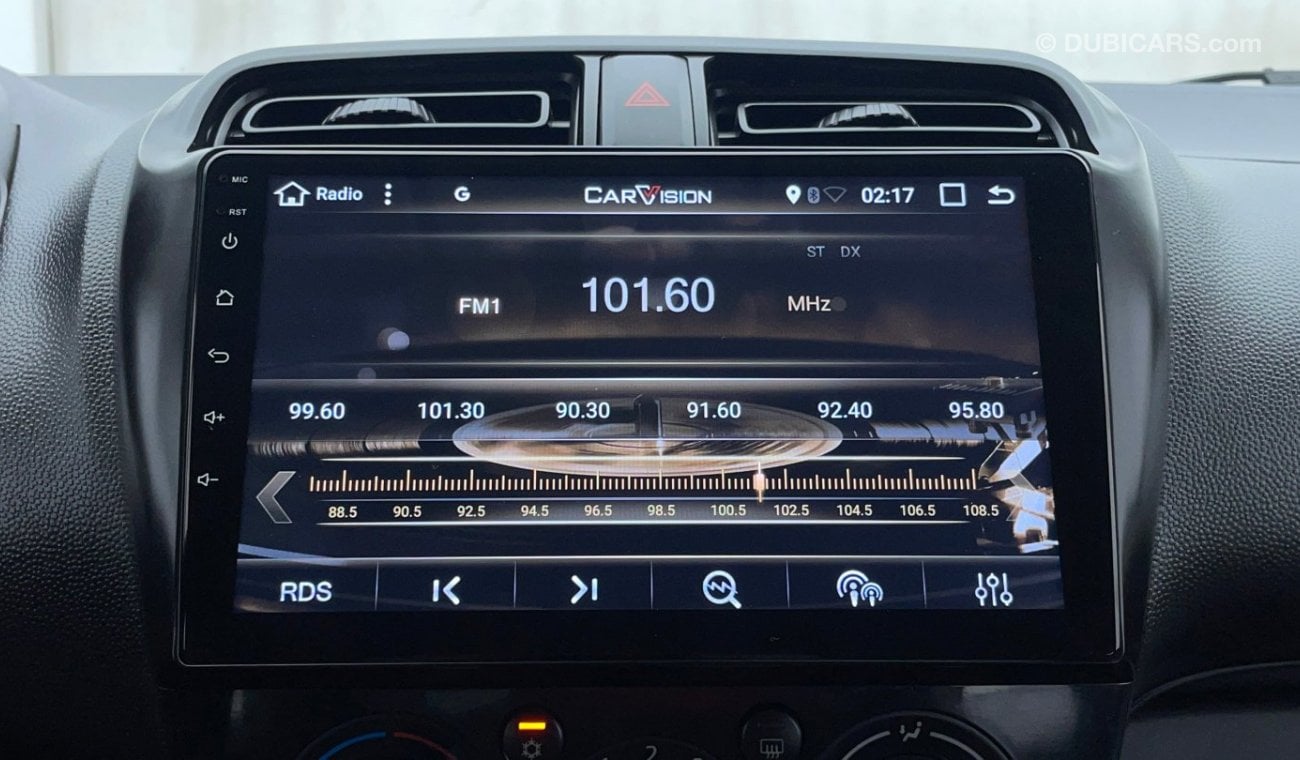 © DUBICARS.com
MIC
RST
Radio G CARVISION 02:17
ST DX
FM1 101.60 MHz
99.60 101.30 90.30 91.60 92.40 95.80
88.5 90.5 92.5 94.5 96.5 98.5 100.5 102.5 104.5 106.5 108.5
RDS
2